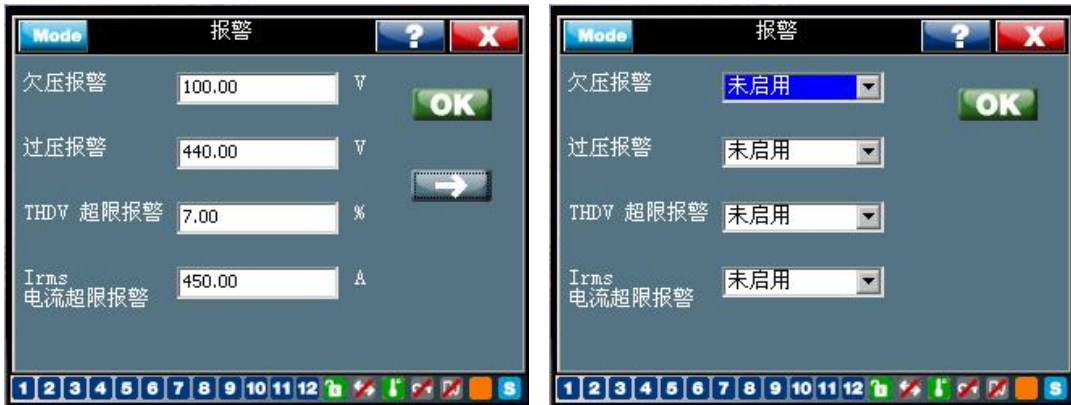 Mode 报警 ? X
欠压报警 100.00 V OK
过压报警 440.00 V
THDV 超限报警 7.00 %
Irms
电流超限报警 450.00 A
1 2 3 4 5 6 7 8 9 10 11 12 S
Mode 报警 ? X
欠压报警 未启用 OK
过压报警 未启用
THDV 超限报警 未启用
Irms
电流超限报警 未启用
1 2 3 4 5 6 7 8 9 10 11 12 S